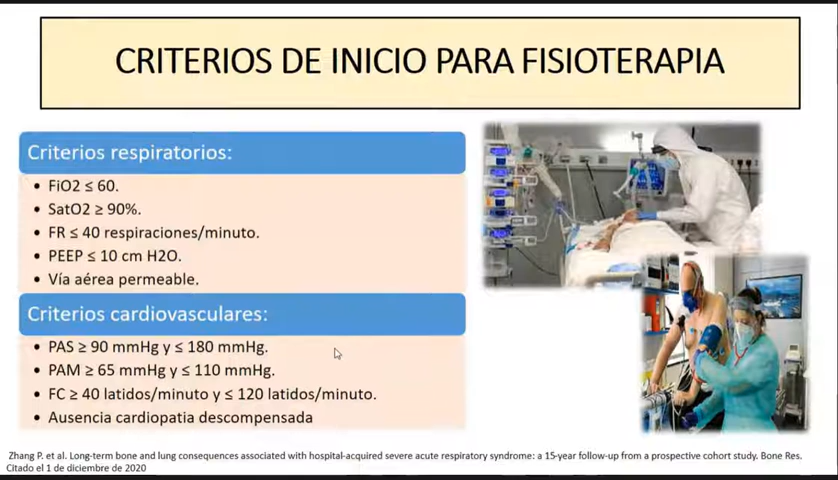 CRITERIOS DE INICIO PARA FISIOTERAPIA
Criterios respiratorios:
• FiO2 ≤ 60.
• SatO2 ≥ 90%.
• FR ≤ 40 respiraciones/minuto.
• PEEP ≤ 10 cm H2O.
• Vía aérea permeable.
Criterios cardiovasculares:
• PAS ≥ 90 mmHg y ≤ 180 mmHg.
• PAM ≥ 65 mmHg y ≤ 110 mmHg.
• FC ≥ 40 latidos/minuto y ≤ 120 latidos/minuto.
• Ausencia cardiopatia descompensada
Zhang P. et al. Long-term bone and lung consequences associated with hospital-acquired severe acute respiratory syndrome: a 15-year follow-up from a prospective cohort study. Bone Res.
Citado el 1 de diciembre de 2020